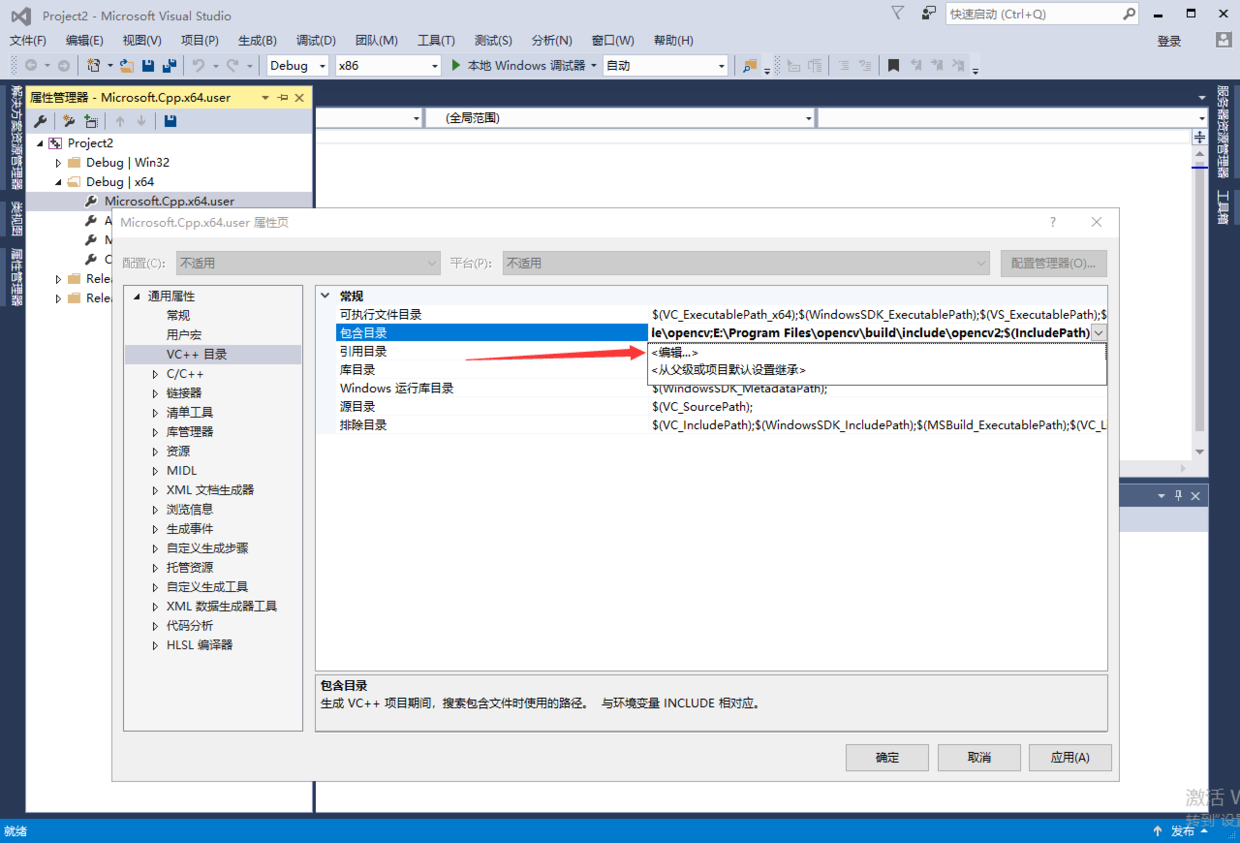 Project2 - Microsoft Visual Studio
快速启动 (Ctrl+Q)
文件(F) 编辑(E) 视图(V) 项目(P) 生成(B) 调试(D) 团队(M) 工具(T) 测试(S) 分析(N) 窗口(W) 帮助(H)
登录
Debug x86 本地 Windows 调试器 自动
解决方案资源管理器
类视图
属性管理器
属性管理器 - Microsoft.Cpp.x64.user
(全局范围)
服务器资源管理器
工具箱
Project2
Debug | Win32
Debug | x64
Microsoft.Cpp.x64.user
A
M
C
Rele
Rele
Microsoft.Cpp.x64.user 属性页
配置(C): 不适用 平台(P): 不适用 配置管理器(O)...
通用属性
常规
用户宏
VC++ 目录
C/C++
链接器
清单工具
库管理器
资源
MIDL
XML 文档生成器
浏览信息
生成事件
自定义生成步骤
托管资源
自定义生成工具
XML 数据生成器工具
代码分析
HLSL 编译器
常规
可执行文件目录 $(VC_ExecutablePath_x64);$(WindowsSDK_ExecutablePath);$(VS_ExecutablePath);$
包含目录 le\opencv;E:\Program Files\opencv\build\include\opencv2;$(IncludePath)
引用目录 <编辑...>
库目录 <从父级或项目默认设置继承>
Windows 运行库目录 $(WindowsSDK_MetadataPath);
源目录 $(VC_SourcePath);
排除目录 $(VC_IncludePath);$(WindowsSDK_IncludePath);$(MSBuild_ExecutablePath);$(VC_Li
包含目录
生成 VC++ 项目期间，搜索包含文件时使用的路径。 与环境变量 INCLUDE 相对应。
确定 取消 应用(A)
激活 W
转到"设
就绪
发布